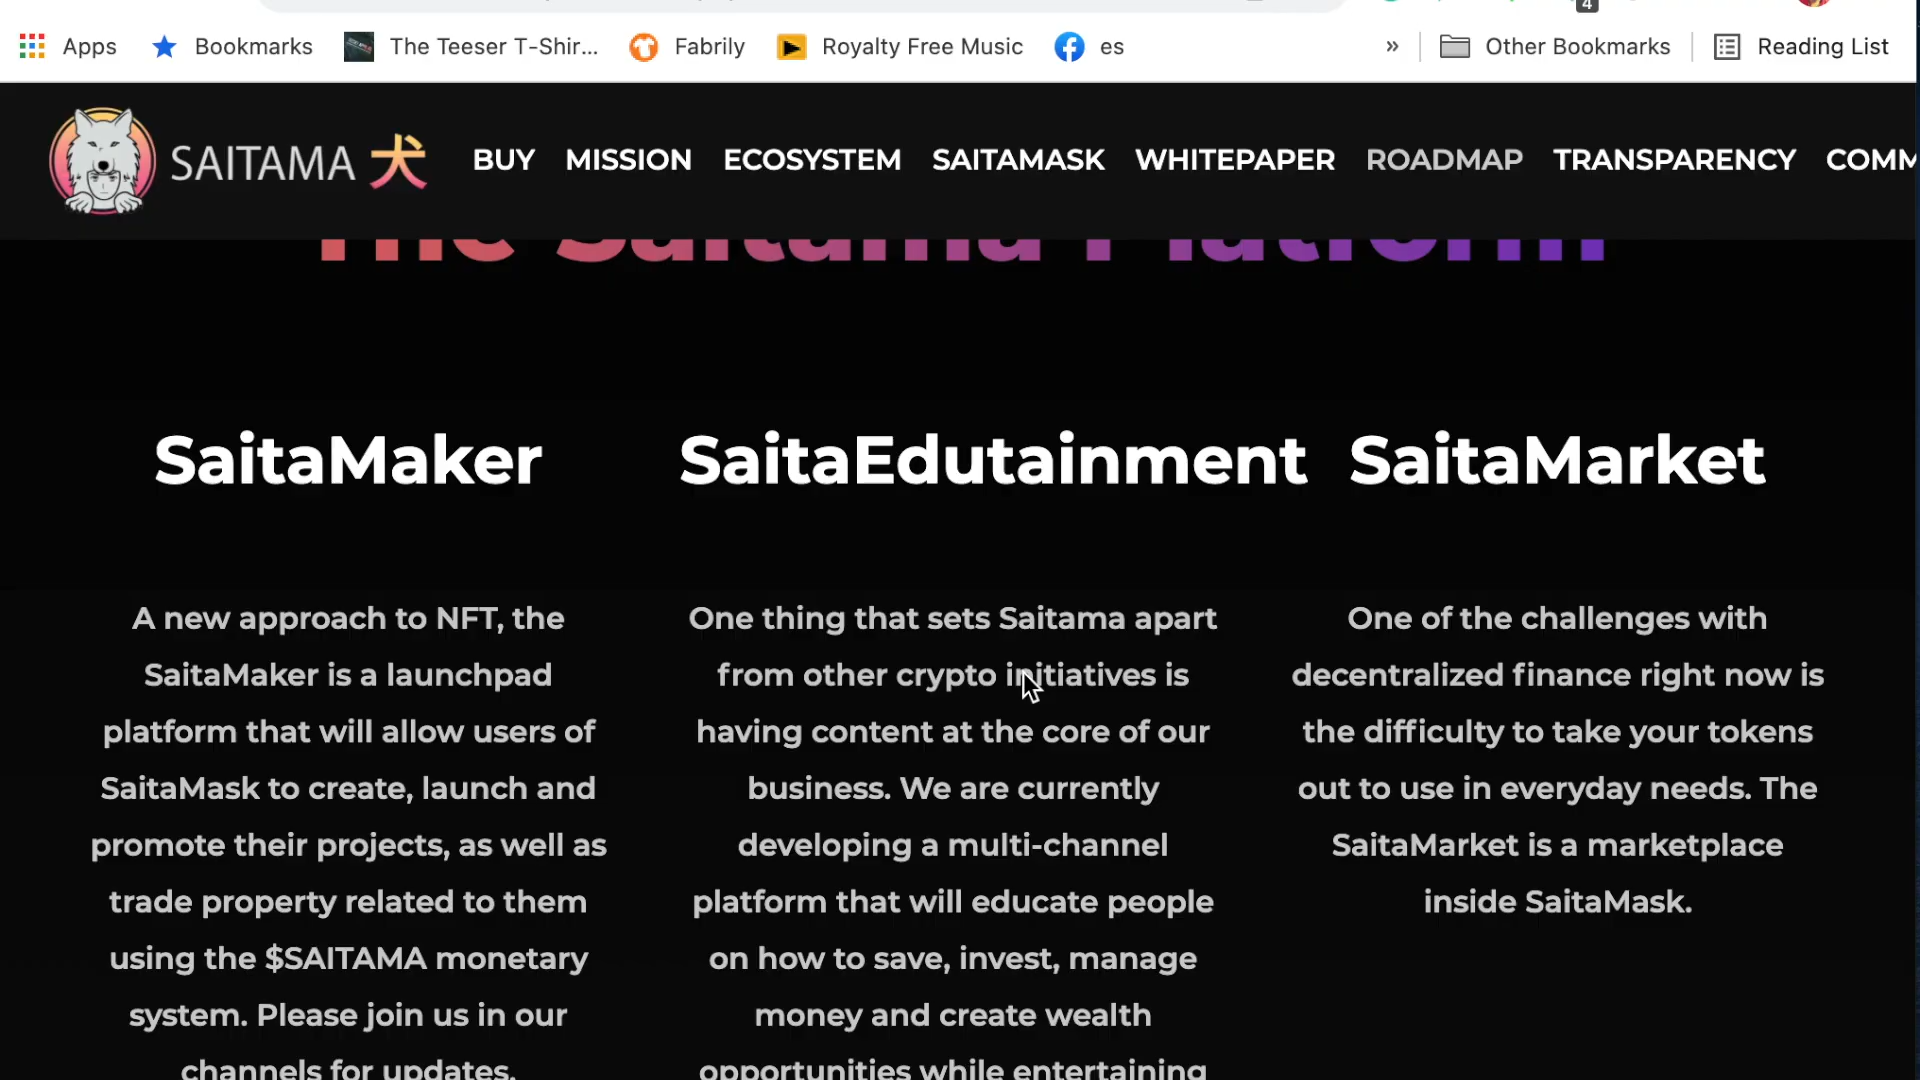 4
Apps Bookmarks The Teeser T-Shir... Fabrily Royalty Free Music es » Other Bookmarks Reading List
SAITAMA 犬 BUY MISSION ECOSYSTEM SAITAMASK WHITEPAPER ROADMAP TRANSPARENCY COMM
The Saitama Platform
SaitaMaker
A new approach to NFT, the
SaitaMaker is a launchpad
platform that will allow users of
SaitaMask to create, launch and
promote their projects, as well as
trade property related to them
using the $SAITAMA monetary
system. Please join us in our
channels for updates.
SaitaEdutainment
One thing that sets Saitama apart
from other crypto initiatives is
having content at the core of our
business. We are currently
developing a multi-channel
platform that will educate people
on how to save, invest, manage
money and create wealth
opportunities while entertaining
SaitaMarket
One of the challenges with
decentralized finance right now is
the difficulty to take your tokens
out to use in everyday needs. The
SaitaMarket is a marketplace
inside SaitaMask.